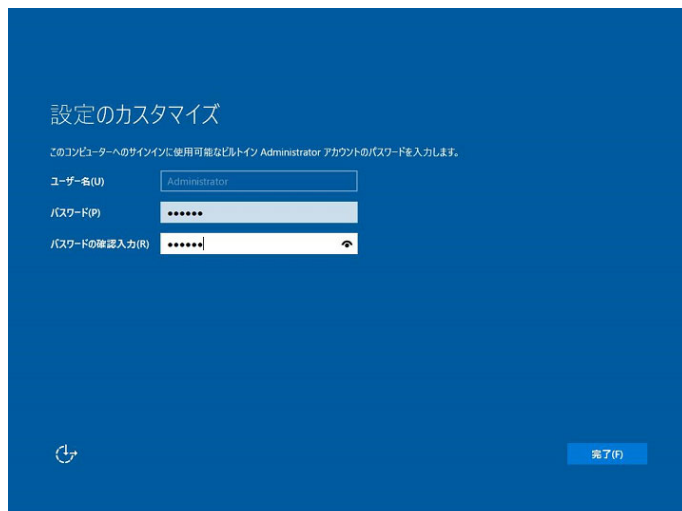 設定のカスタマイズ
このコンピューターへのサインインに使用可能なビルトイン Administrator アカウントのパスワードを入力します。
ユーザー名(U) Administrator
パスワード(P) ••••••
パスワードの確認入力(R) ••••••
完了(F)